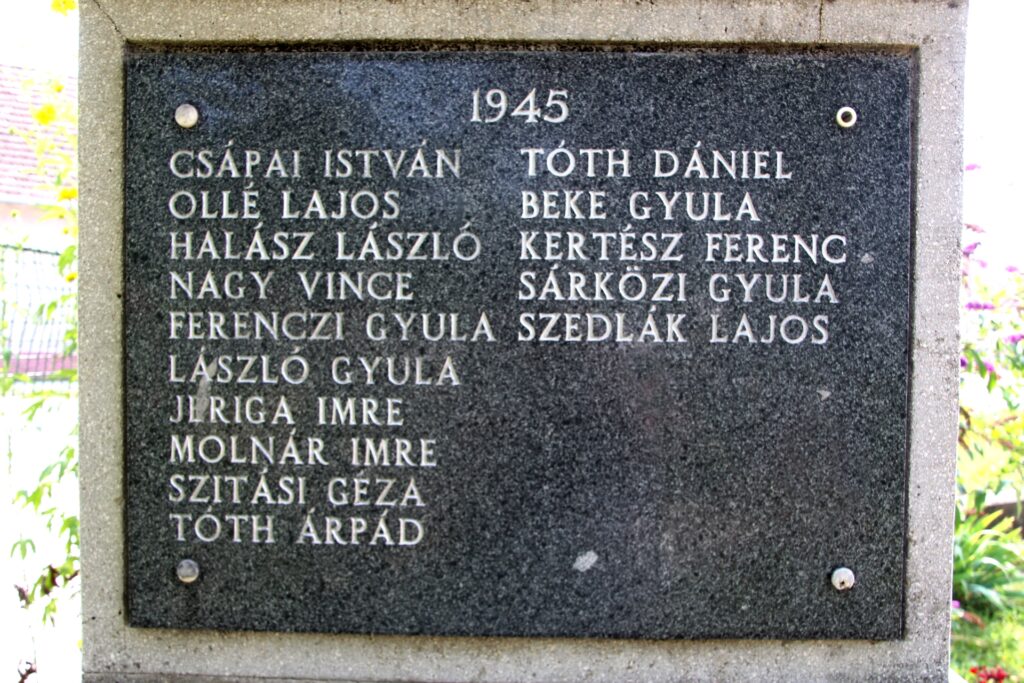 1945
CSÁPAI ISTVÁN
OLLÉ LAJOS
HALÁSZ LÁSZLÓ
NAGY VINCE
FERENCZI GYULA
LÁSZLÓ GYULA
JERIGA IMRE
MOLNÁR IMRE
SZITÁSI GÉZA
TÓTH ÁRPÁD
TÓTH DÁNIEL
BEKE GYULA
KERTÉSZ FERENC
SÁRKÖZI GYULA
SZEDLÁK LAJOS